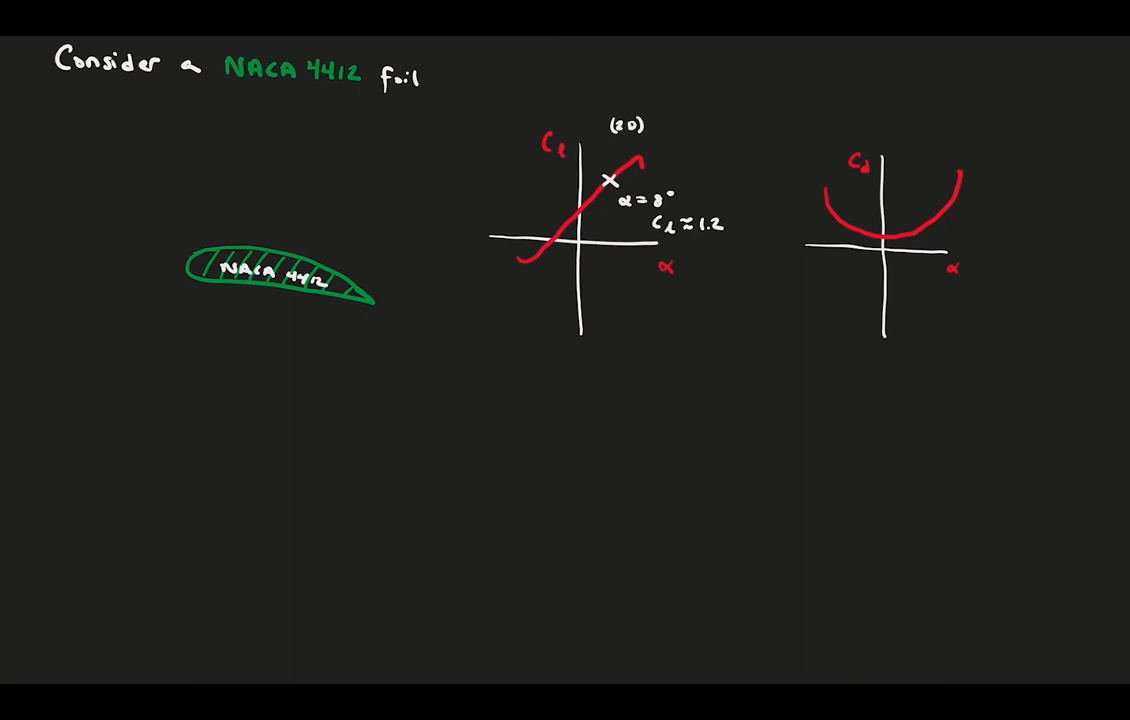 Consider a NACA 4412 foil
(2D)
Cl
α = 8°
Cl ≈ 1.2
α
NACA 4412
Cd
α